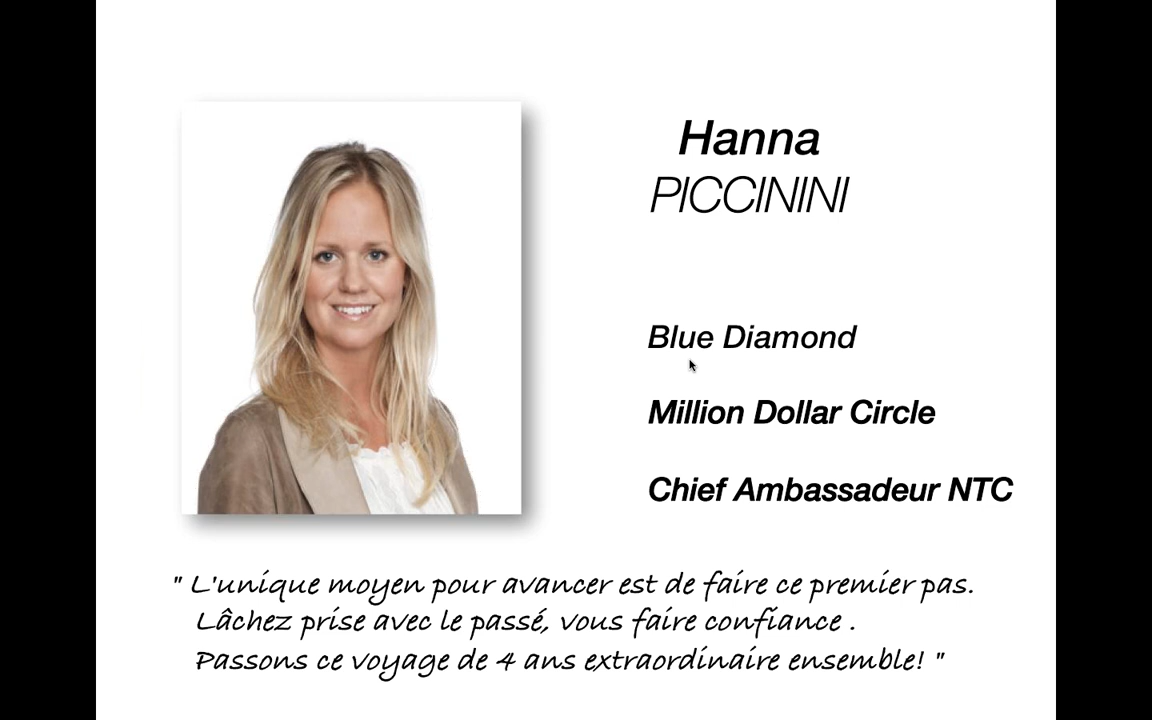 Hanna
PICCININI
Blue Diamond
Million Dollar Circle
Chief Ambassadeur NTC
" L'unique moyen pour avancer est de faire ce premier pas.
Lâchez prise avec le passé, vous faire confiance .
Passons ce voyage de 4 ans extraordinaire ensemble! "